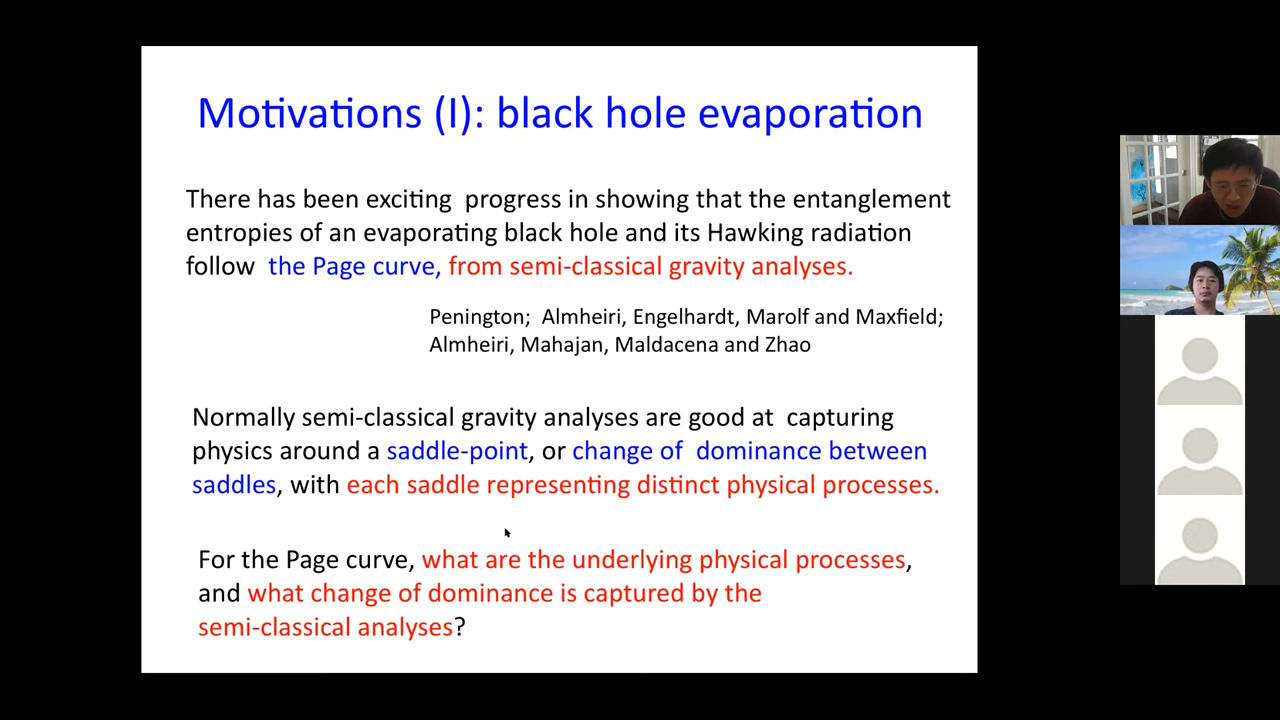 Motivations (I): black hole evaporation
There has been exciting progress in showing that the entanglement
entropies of an evaporating black hole and its Hawking radiation
follow the Page curve, from semi-classical gravity analyses.
Penington; Almheiri, Engelhardt, Marolf and Maxfield;
Almheiri, Mahajan, Maldacena and Zhao
Normally semi-classical gravity analyses are good at capturing
physics around a saddle-point, or change of dominance between
saddles, with each saddle representing distinct physical processes.
For the Page curve, what are the underlying physical processes,
and what change of dominance is captured by the
semi-classical analyses?